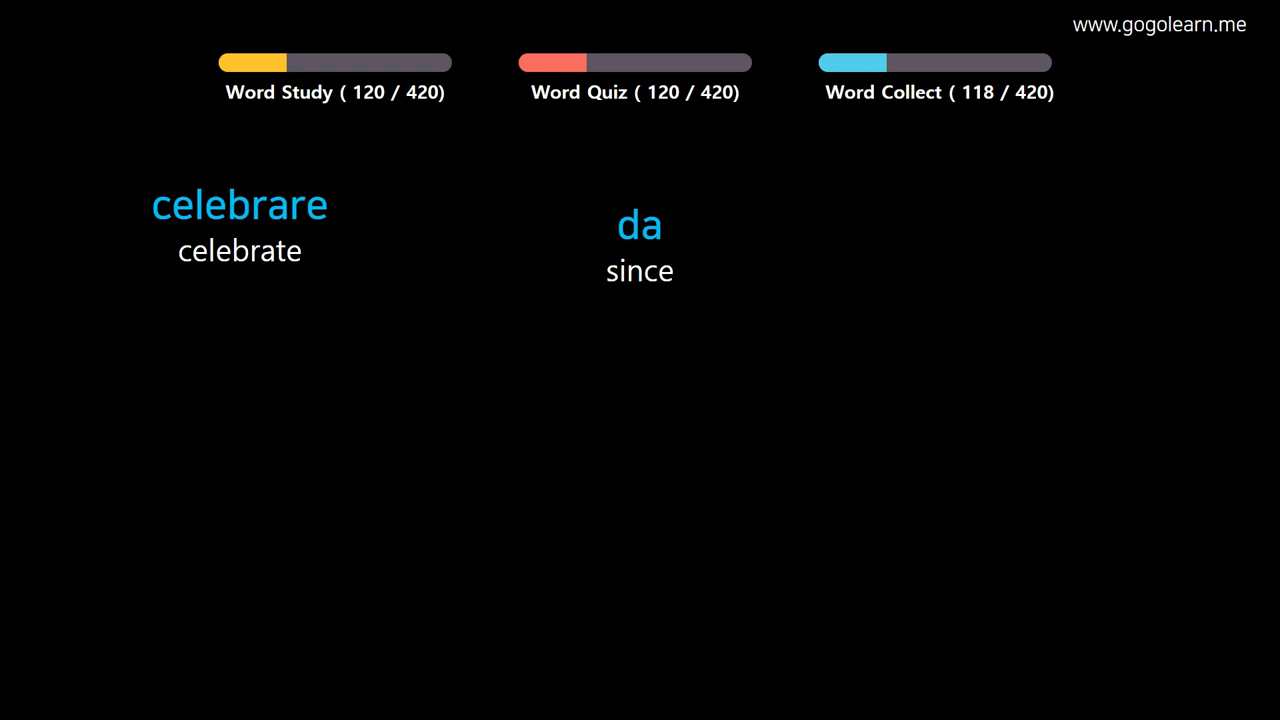 www.gogolearn.me
Word Study ( 120 / 420)
Word Quiz ( 120 / 420)
Word Collect ( 118 / 420)
celebrare
celebrate
da
since